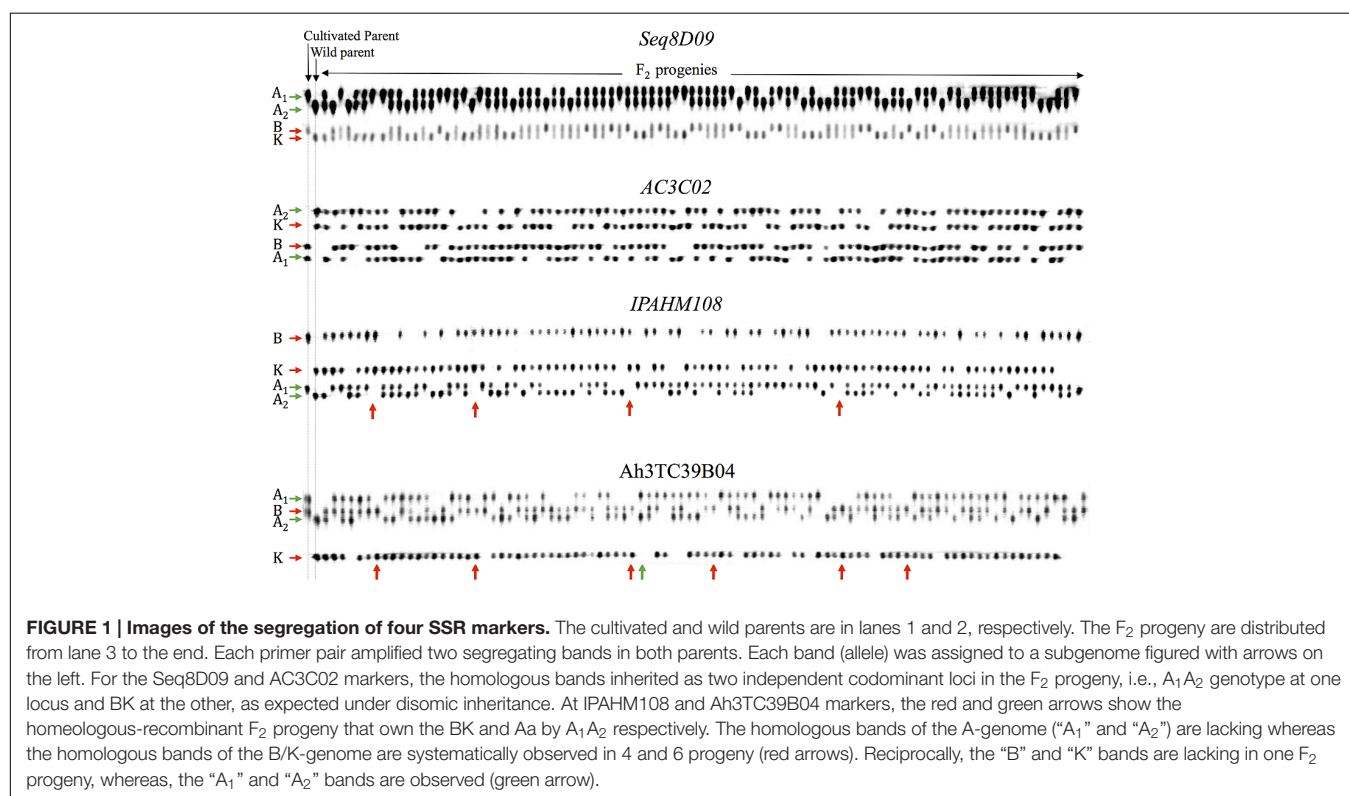 Cultivated Parent
Wild parent
Seq8D09
F2 progenies
A1
A2
B
K
AC3C02
A2
K
B
A1
IPAHM108
B
K
A1
A2
Ah3TC39B04
A1
B
A2
K
FIGURE 1 | Images of the segregation of four SSR markers. The cultivated and wild parents are in lanes 1 and 2, respectively. The F2 progeny are distributed
from lane 3 to the end. Each primer pair amplified two segregating bands in both parents. Each band (allele) was assigned to a subgenome figured with arrows on
the left. For the Seq8D09 and AC3C02 markers, the homologous bands inherited as two independent codominant loci in the F2 progeny, i.e., A1A2 genotype at one
locus and BK at the other, as expected under disomic inheritance. At IPAHM108 and Ah3TC39B04 markers, the red and green arrows show the
homeologous-recombinant F2 progeny that own the BK and Aa by A1A2 respectively. The homologous bands of the A-genome (“A1” and “A2”) are lacking whereas
the homologous bands of the B/K-genome are systematically observed in 4 and 6 progeny (red arrows). Reciprocally, the “B” and “K” bands are lacking in one F2
progeny, whereas, the “A1” and “A2” bands are observed (green arrow).